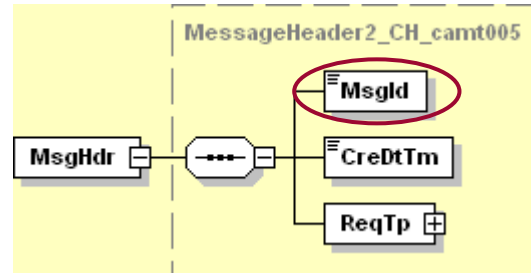 MessageHeader2_CH_camt005
MsgId
MsgHdr
CreDtTm
ReqTp